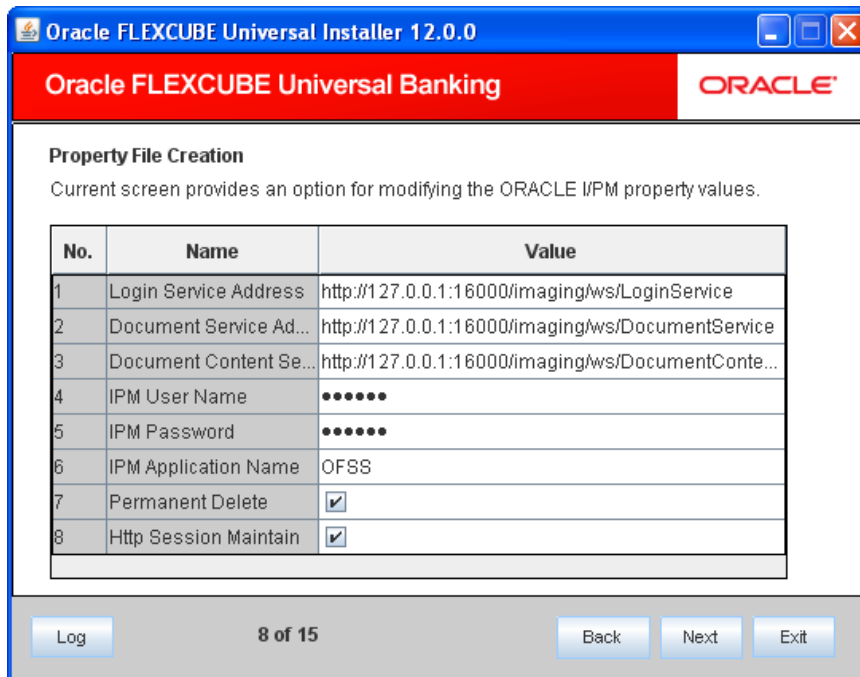 Oracle FLEXCUBE Universal Installer 12.0.0
Oracle FLEXCUBE Universal Banking
ORACLE
Property File Creation
Current screen provides an option for modifying the ORACLE I/PM property values.
No. Name Value
1 Login Service Address http://127.0.0.1:16000/imaging/ws/LoginService
2 Document Service Ad... http://127.0.0.1:16000/imaging/ws/DocumentService
3 Document Content Se... http://127.0.0.1:16000/imaging/ws/DocumentConte...
4 IPM User Name ••••••
5 IPM Password ••••••
6 IPM Application Name OFSS
7 Permanent Delete
8 Http Session Maintain
Log 8 of 15 Back Next Exit